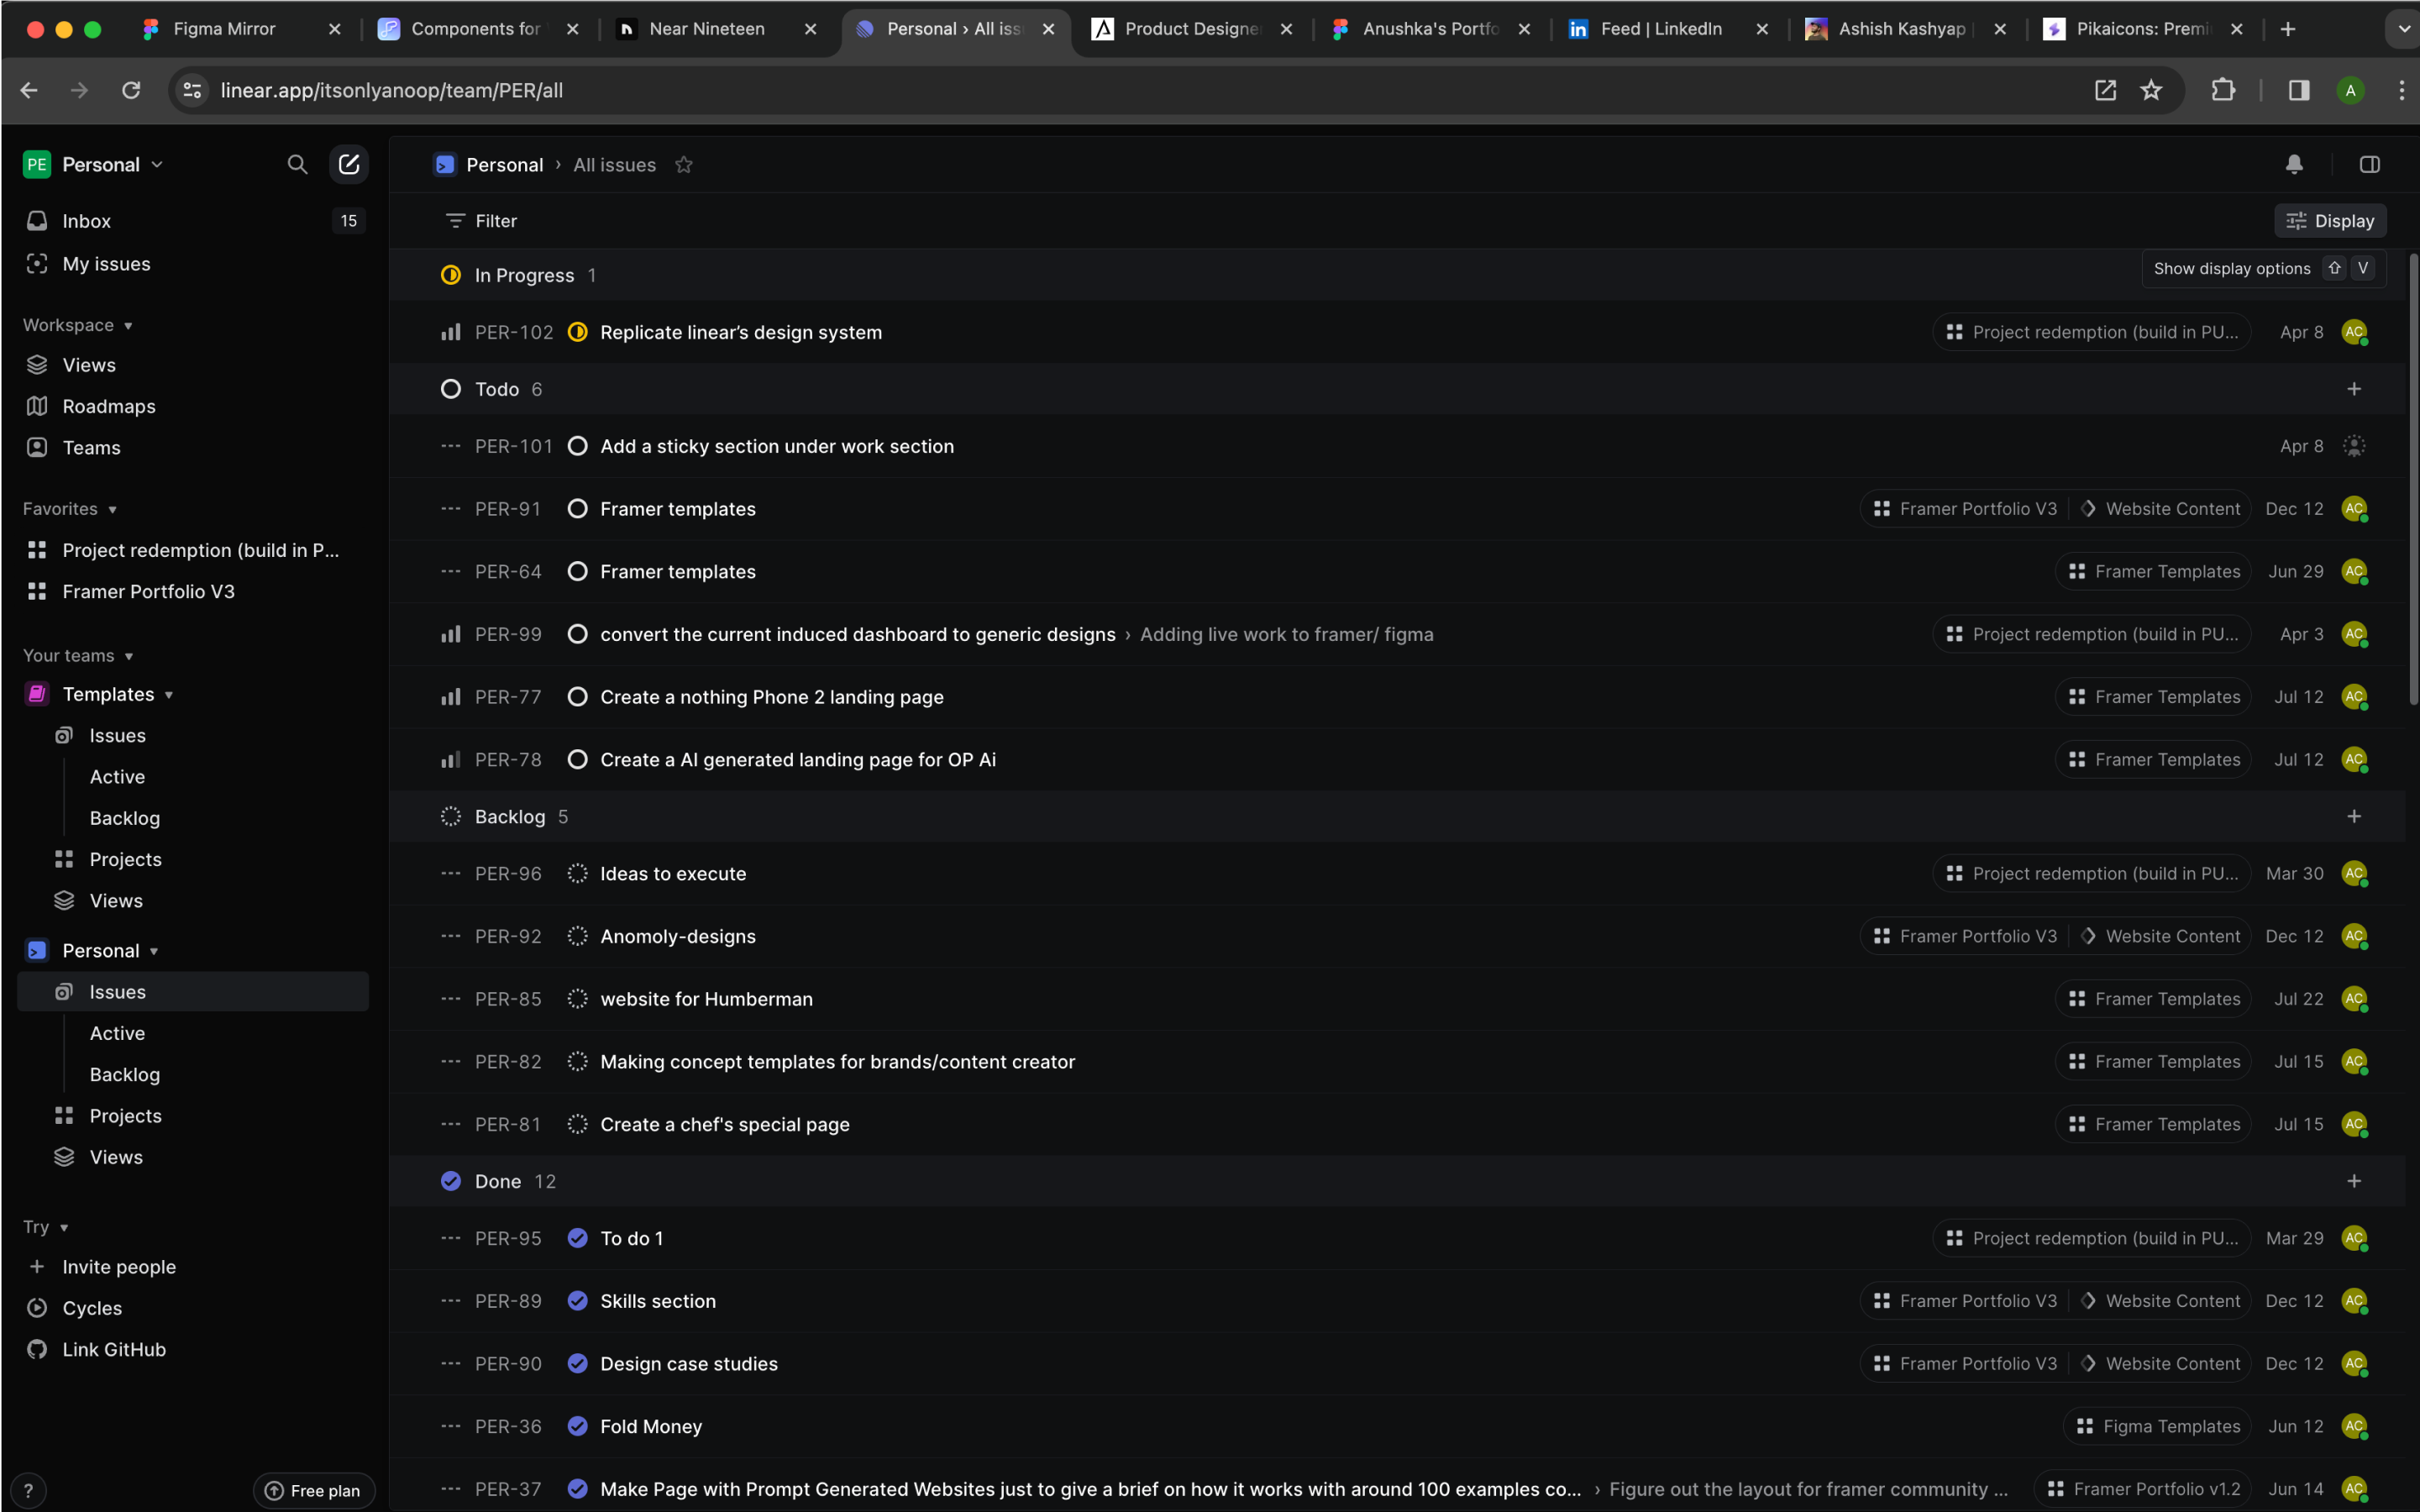 Figma Mirror
Components for
Near Nineteen
Personal › All iss
Product Designe
Anushka's Portfo
Feed | LinkedIn
Ashish Kashyap |
Pikaicons: Premi
linear.app/itsonlyanoop/team/PER/all
A
PE Personal
Inbox 15
My issues
Workspace
Views
Roadmaps
Teams
Favorites
Project redemption (build in P...
Framer Portfolio V3
Your teams
Templates
Issues
Active
Backlog
Projects
Views
Personal
Issues
Active
Backlog
Projects
Views
Try
Invite people
Cycles
Link GitHub
? Free plan
Personal › All issues
Filter Display
In Progress 1
Show display options V
PER-102 Replicate linear’s design system Project redemption (build in PU... Apr 8 AC
Todo 6
PER-101 Add a sticky section under work section Apr 8
PER-91 Framer templates Framer Portfolio V3 Website Content Dec 12 AC
PER-64 Framer templates Framer Templates Jun 29 AC
PER-99 convert the current induced dashboard to generic designs › Adding live work to framer/ figma Project redemption (build in PU... Apr 3 AC
PER-77 Create a nothing Phone 2 landing page Framer Templates Jul 12 AC
PER-78 Create a AI generated landing page for OP Ai Framer Templates Jul 12 AC
Backlog 5
PER-96 Ideas to execute Project redemption (build in PU... Mar 30 AC
PER-92 Anomoly-designs Framer Portfolio V3 Website Content Dec 12 AC
PER-85 website for Humberman Framer Templates Jul 22 AC
PER-82 Making concept templates for brands/content creator Framer Templates Jul 15 AC
PER-81 Create a chef's special page Framer Templates Jul 15 AC
Done 12
PER-95 To do 1 Project redemption (build in PU... Mar 29 AC
PER-89 Skills section Framer Portfolio V3 Website Content Dec 12 AC
PER-90 Design case studies Framer Portfolio V3 Website Content Dec 12 AC
PER-36 Fold Money Figma Templates Jun 12 AC
PER-37 Make Page with Prompt Generated Websites just to give a brief on how it works with around 100 examples co... › Figure out the layout for framer community ... Framer Portfolio v1.2 Jun 14 AC